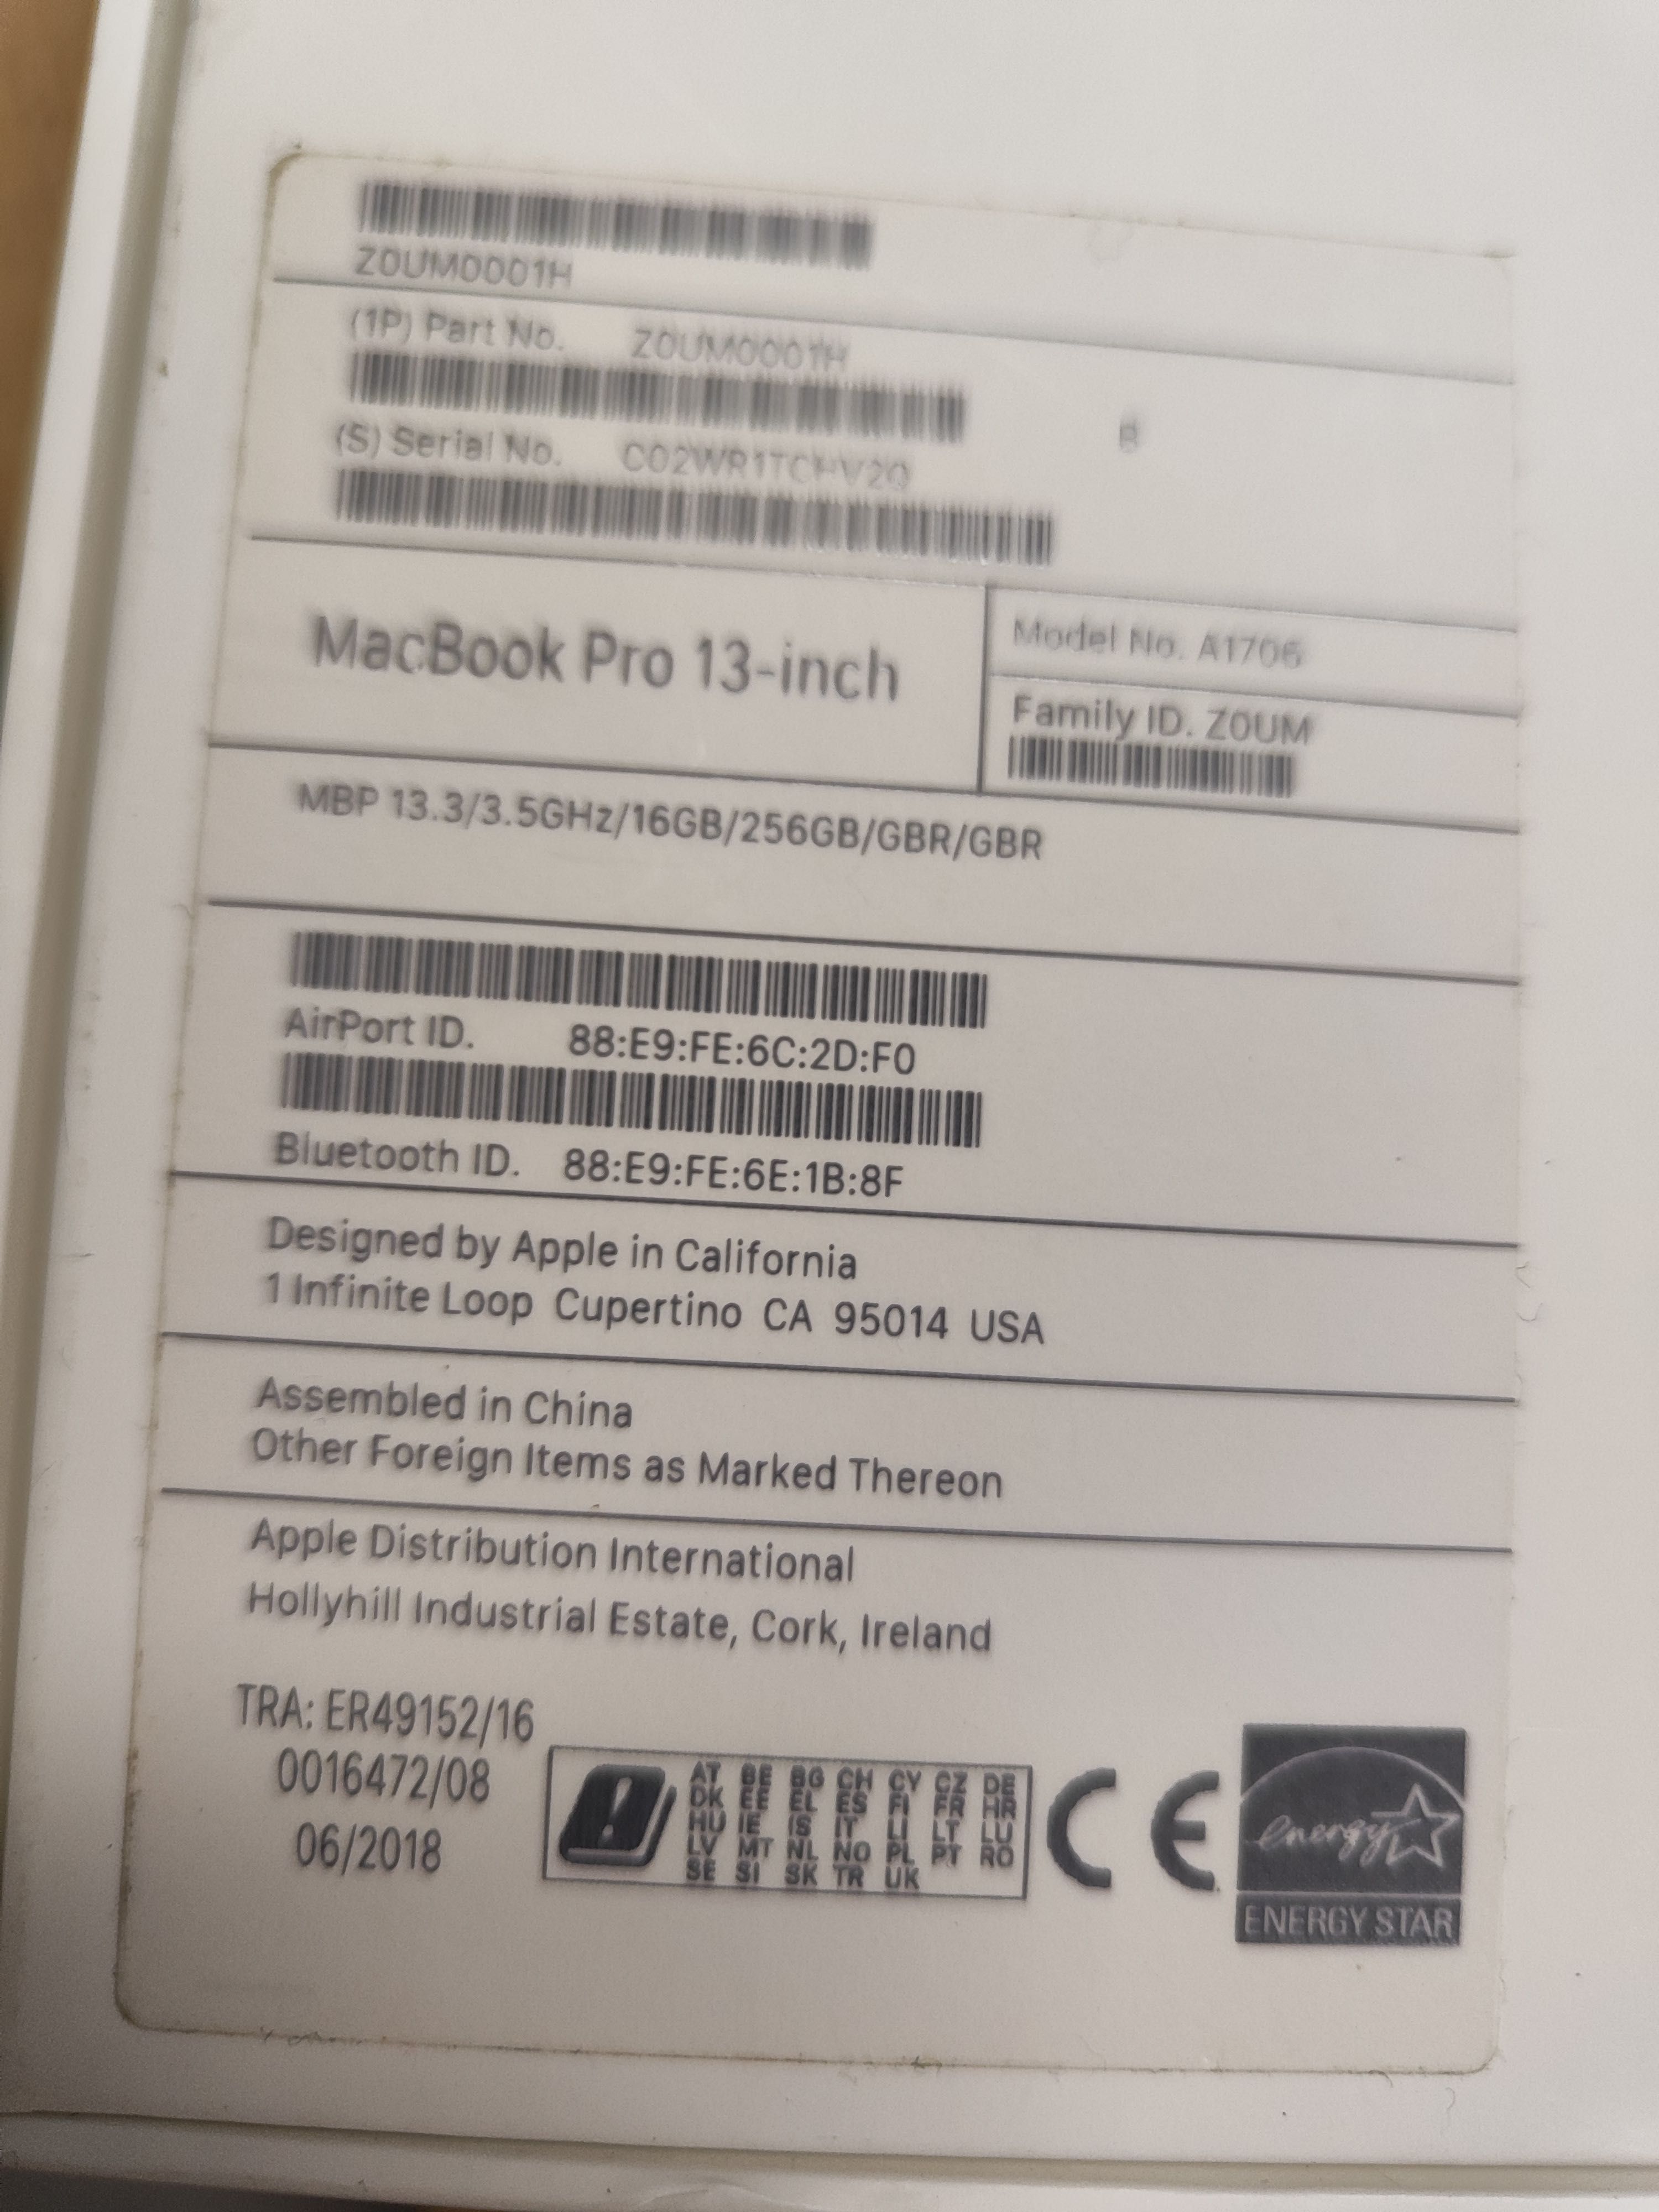 Z0UM0001H
(1P) Part No. Z0UM0001H
(S) Serial No. C02WR1TCHV2Q
MacBook Pro 13-inch
Model No. A1706
Family ID. Z0UM
MBP 13.3/3.5GHz/16GB/256GB/GBR/GBR
AirPort ID. 88:E9:FE:6C:2D:F0
Bluetooth ID. 88:E9:FE:6E:1B:8F
Designed by Apple in California
1 Infinite Loop Cupertino CA 95014 USA
Assembled in China
Other Foreign Items as Marked Thereon
Apple Distribution International
Hollyhill Industrial Estate, Cork, Ireland
TRA: ER49152/16
0016472/08
06/2018
AT BE BG CH CY CZ DE
DK EE EL ES FI FR HR
HU IE IS IT LI LT LU
LV MT NL NO PL PT RO
SE SI SK TR UK
CE
energy
ENERGY STAR